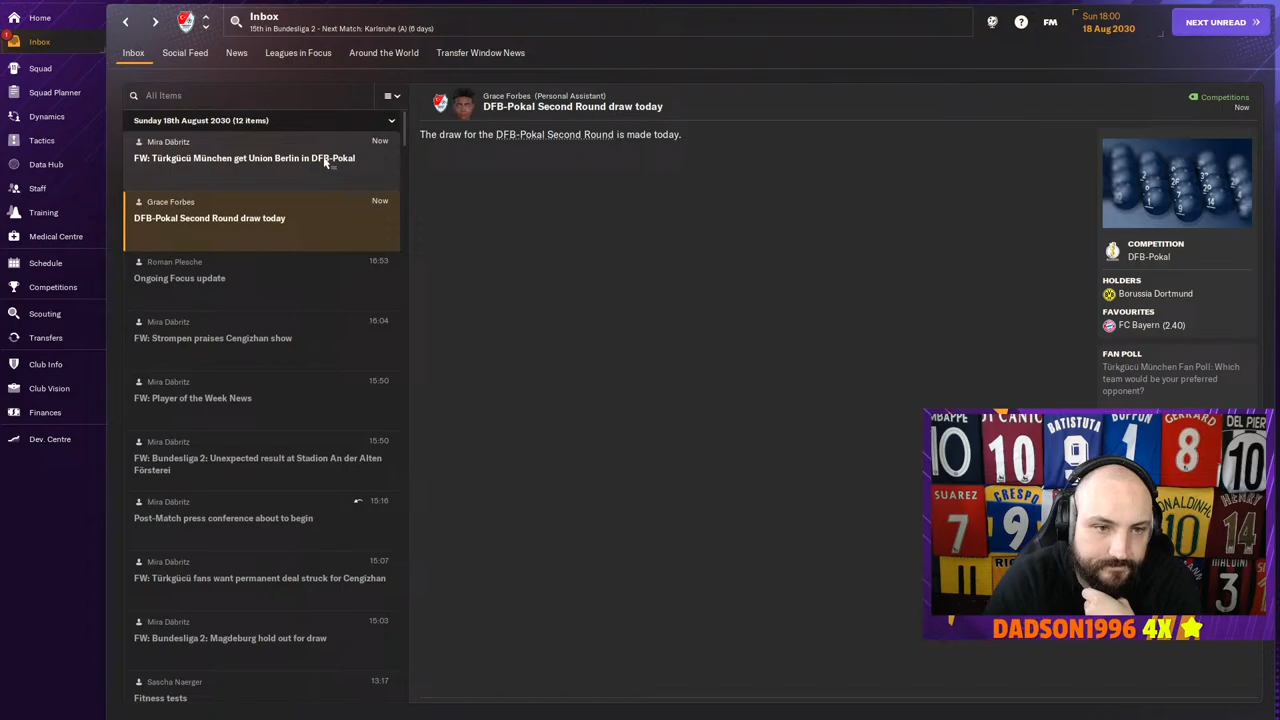 Home
Inbox
Squad
Squad Planner
Dynamics
Tactics
Data Hub
Staff
Training
Medical Centre
Schedule
Competitions
Scouting
Transfers
Club Info
Club Vision
Finances
Dev. Centre
Inbox
15th in Bundesliga 2 - Next Match: Karlsruhe (A) (6 days)
FM
Sun 18:00
18 Aug 2030
NEXT UNREAD
Inbox
Social Feed
News
Leagues in Focus
Around the World
Transfer Window News
All Items
Sunday 18th August 2030 (12 items)
Mira Däbritz
Now
FW: Türkgücü München get Union Berlin in DFB-Pokal
Grace Forbes
Now
DFB-Pokal Second Round draw today
Roman Plesche
16:53
Ongoing Focus update
Mira Däbritz
16:04
FW: Strompen praises Cengizhan show
Mira Däbritz
15:50
FW: Player of the Week News
Mira Däbritz
15:50
FW: Bundesliga 2: Unexpected result at Stadion An der Alten
Försterei
Mira Däbritz
15:16
Post-Match press conference about to begin
Mira Däbritz
15:07
FW: Türkgücü fans want permanent deal struck for Cengizhan
Mira Däbritz
15:03
FW: Bundesliga 2: Magdeburg hold out for draw
Sascha Naerger
13:17
Fitness tests
Grace Forbes (Personal Assistant)
DFB-Pokal Second Round draw today
Competitions
Now
The draw for the DFB-Pokal Second Round is made today.
COMPETITION
DFB-Pokal
HOLDERS
Borussia Dortmund
FAVOURITES
FC Bayern (2.40)
FAN POLL
Türkgücü München Fan Poll: Which
team would be your preferred
opponent?
10
10
BATISTUTA
9
BUFFON
1
GERRARD
8
DEL PIER
10
SUAREZ
7
CRESPO
9
10
HENRY
14
3
DADSON1996 4X